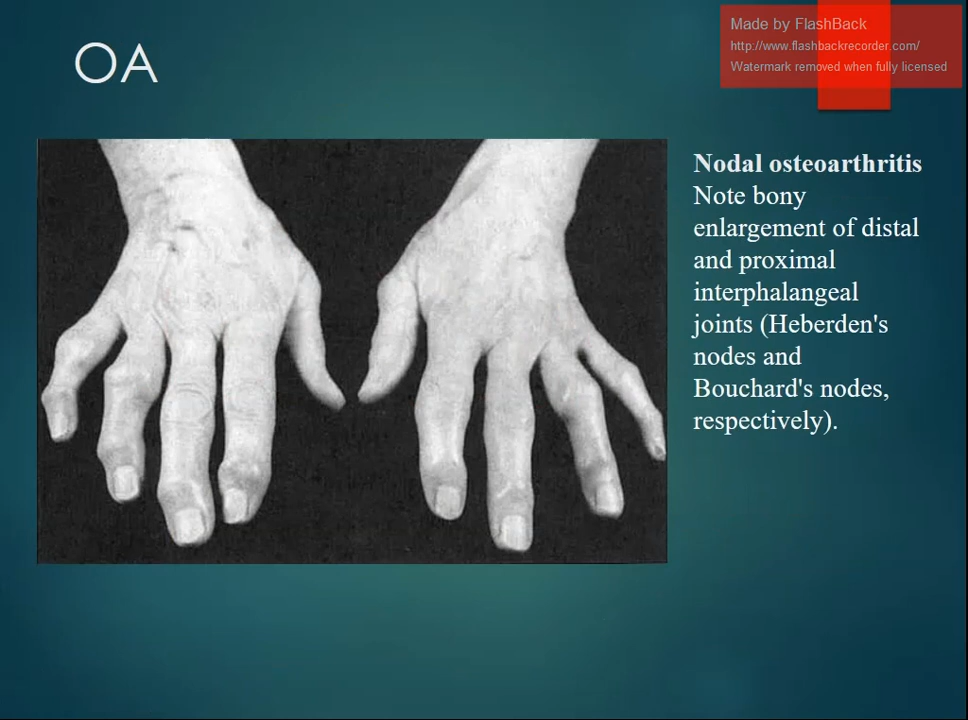 OA
Made by FlashBack
http://www.flashbackrecorder.com/
Watermark removed when fully licensed
Nodal osteoarthritis
Note bony
enlargement of distal
and proximal
interphalangeal
joints (Heberden's
nodes and
Bouchard's nodes,
respectively).